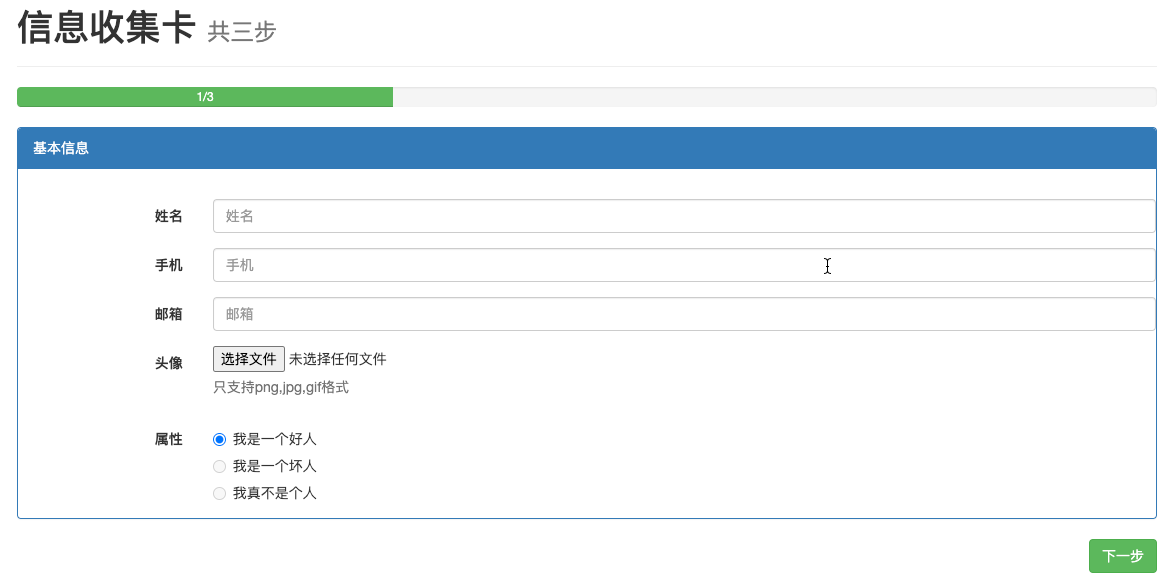 信息收集卡 共三步
1/3
基本信息
姓名 姓名
手机 手机
邮箱 邮箱
头像 选择文件 未选择任何文件
只支持png,jpg,gif格式
属性 我是一个好人
我是一个坏人
我真不是个人
下一步